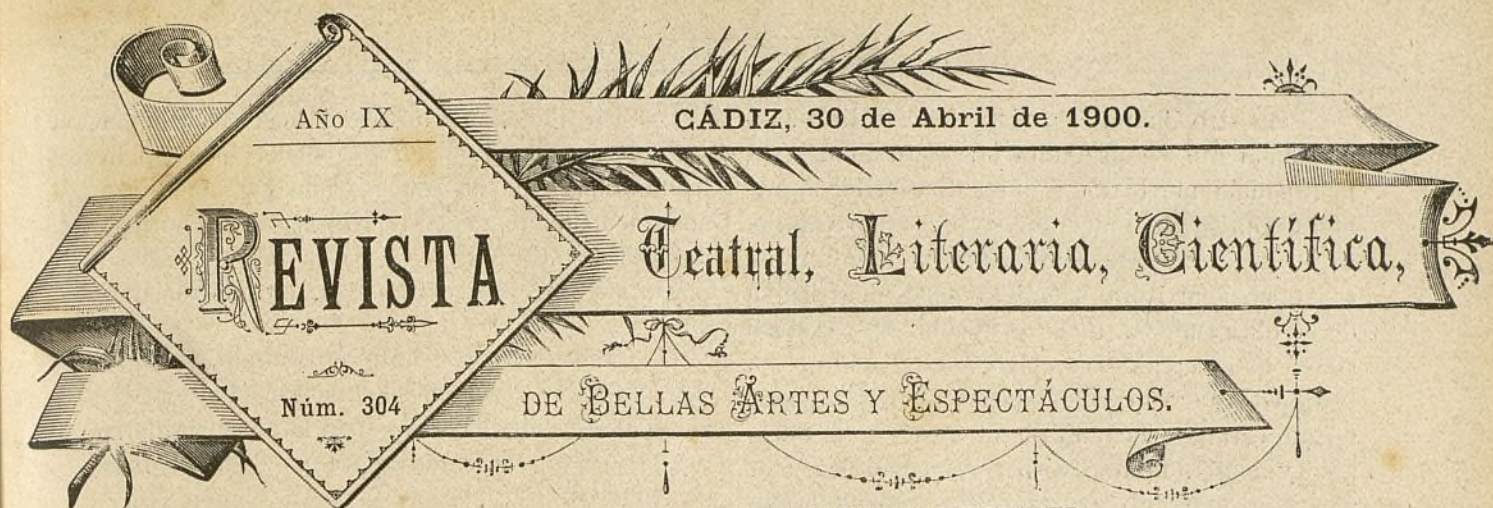 Año IX
CÁDIZ, 30 de Abril de 1900.
REVISTA
Teatral, Literaria, Científica,
Núm. 304
DE BELLAS ARTES Y ESPECTÁCULOS.